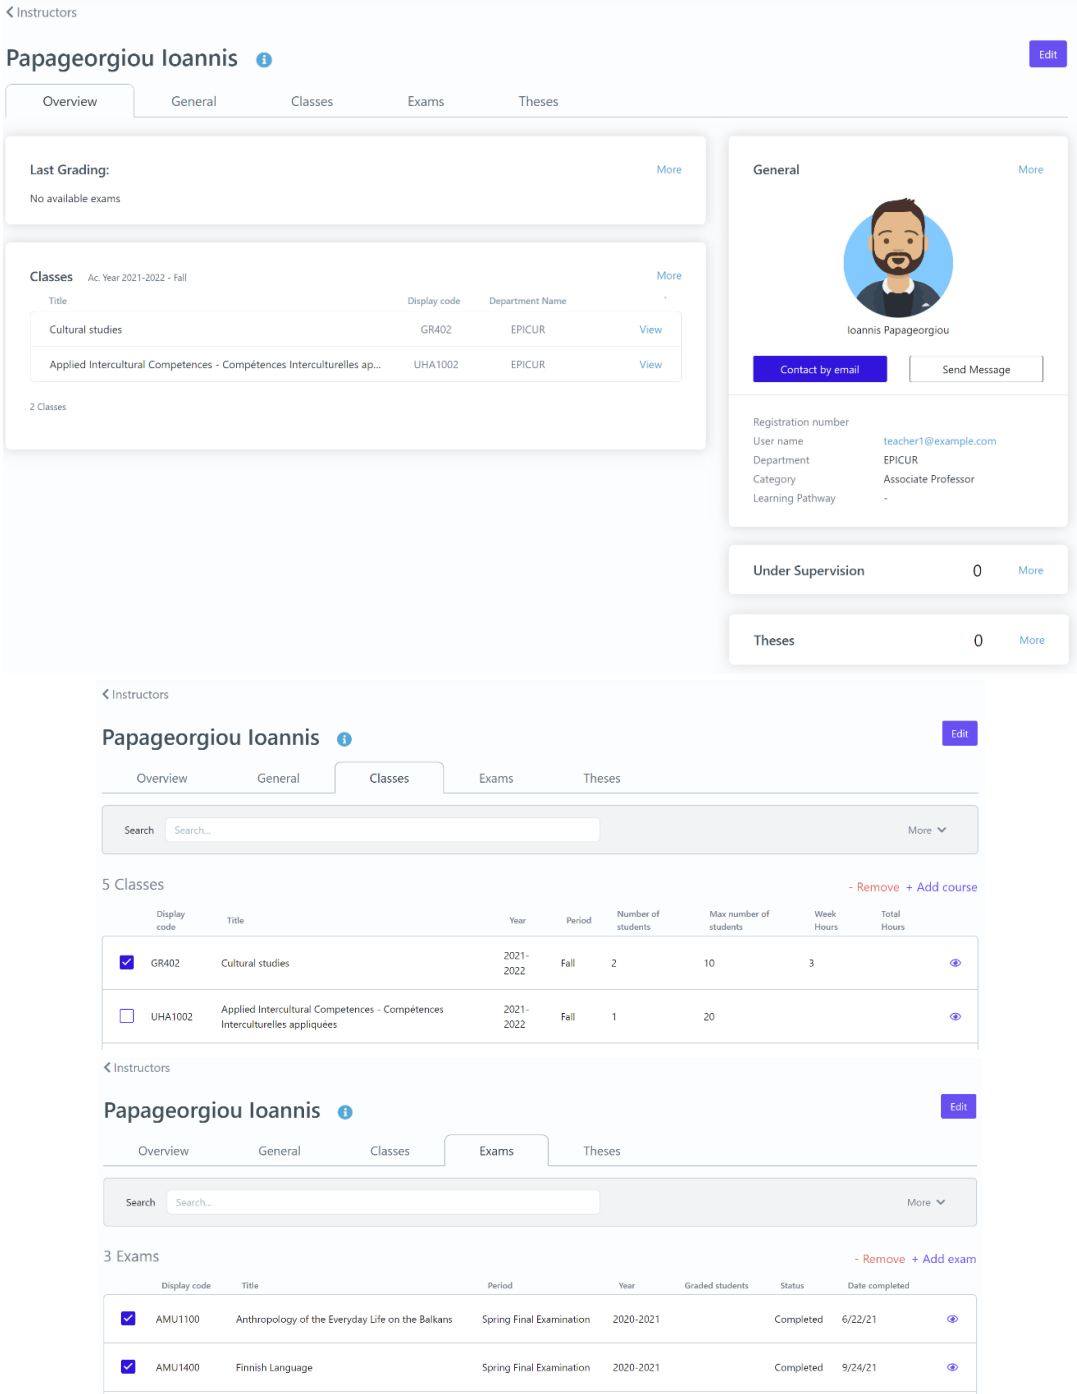 Instructors
Papageorgiou Ioannis
Edit
Overview General Classes Exams Theses
Last Grading: More
No available exams
Classes Ac. Year 2021-2022 - Fall More
Title Display code Department Name
Cultural studies GR402 EPICUR View
Applied Intercultural Competences - Compétences Interculturelles ap... UHA1002 EPICUR View
2 Classes
General More
Ioannis Papageorgiou
Contact by email Send Message
Registration number
User name teacher1@example.com
Department EPICUR
Category Associate Professor
Learning Pathway -
Under Supervision 0 More
Theses 0 More
Instructors
Papageorgiou Ioannis
Edit
Overview General Classes Exams Theses
Search Search... More
5 Classes - Remove + Add course
Display code Title Year Period Number of students Max number of students Week Hours Total Hours
GR402 Cultural studies 2021-2022 Fall 2 10 3
UHA1002 Applied Intercultural Competences - Compétences Interculturelles appliquées 2021-2022 Fall 1 20
Instructors
Papageorgiou Ioannis
Edit
Overview General Classes Exams Theses
Search Search... More
3 Exams - Remove + Add exam
Display code Title Period Year Graded students Status Date completed
AMU1100 Anthropology of the Everyday Life on the Balkans Spring Final Examination 2020-2021 Completed 6/22/21
AMU1400 Finnish Language Spring Final Examination 2020-2021 Completed 9/24/21